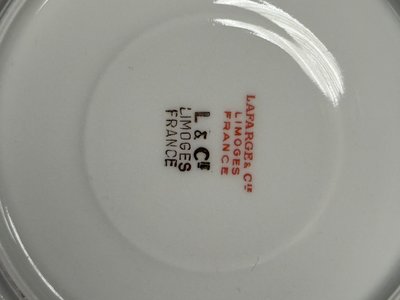 LAFARGE & CIE
LIMOGES
FRANCE
L & CIE
LIMOGES
FRANCE